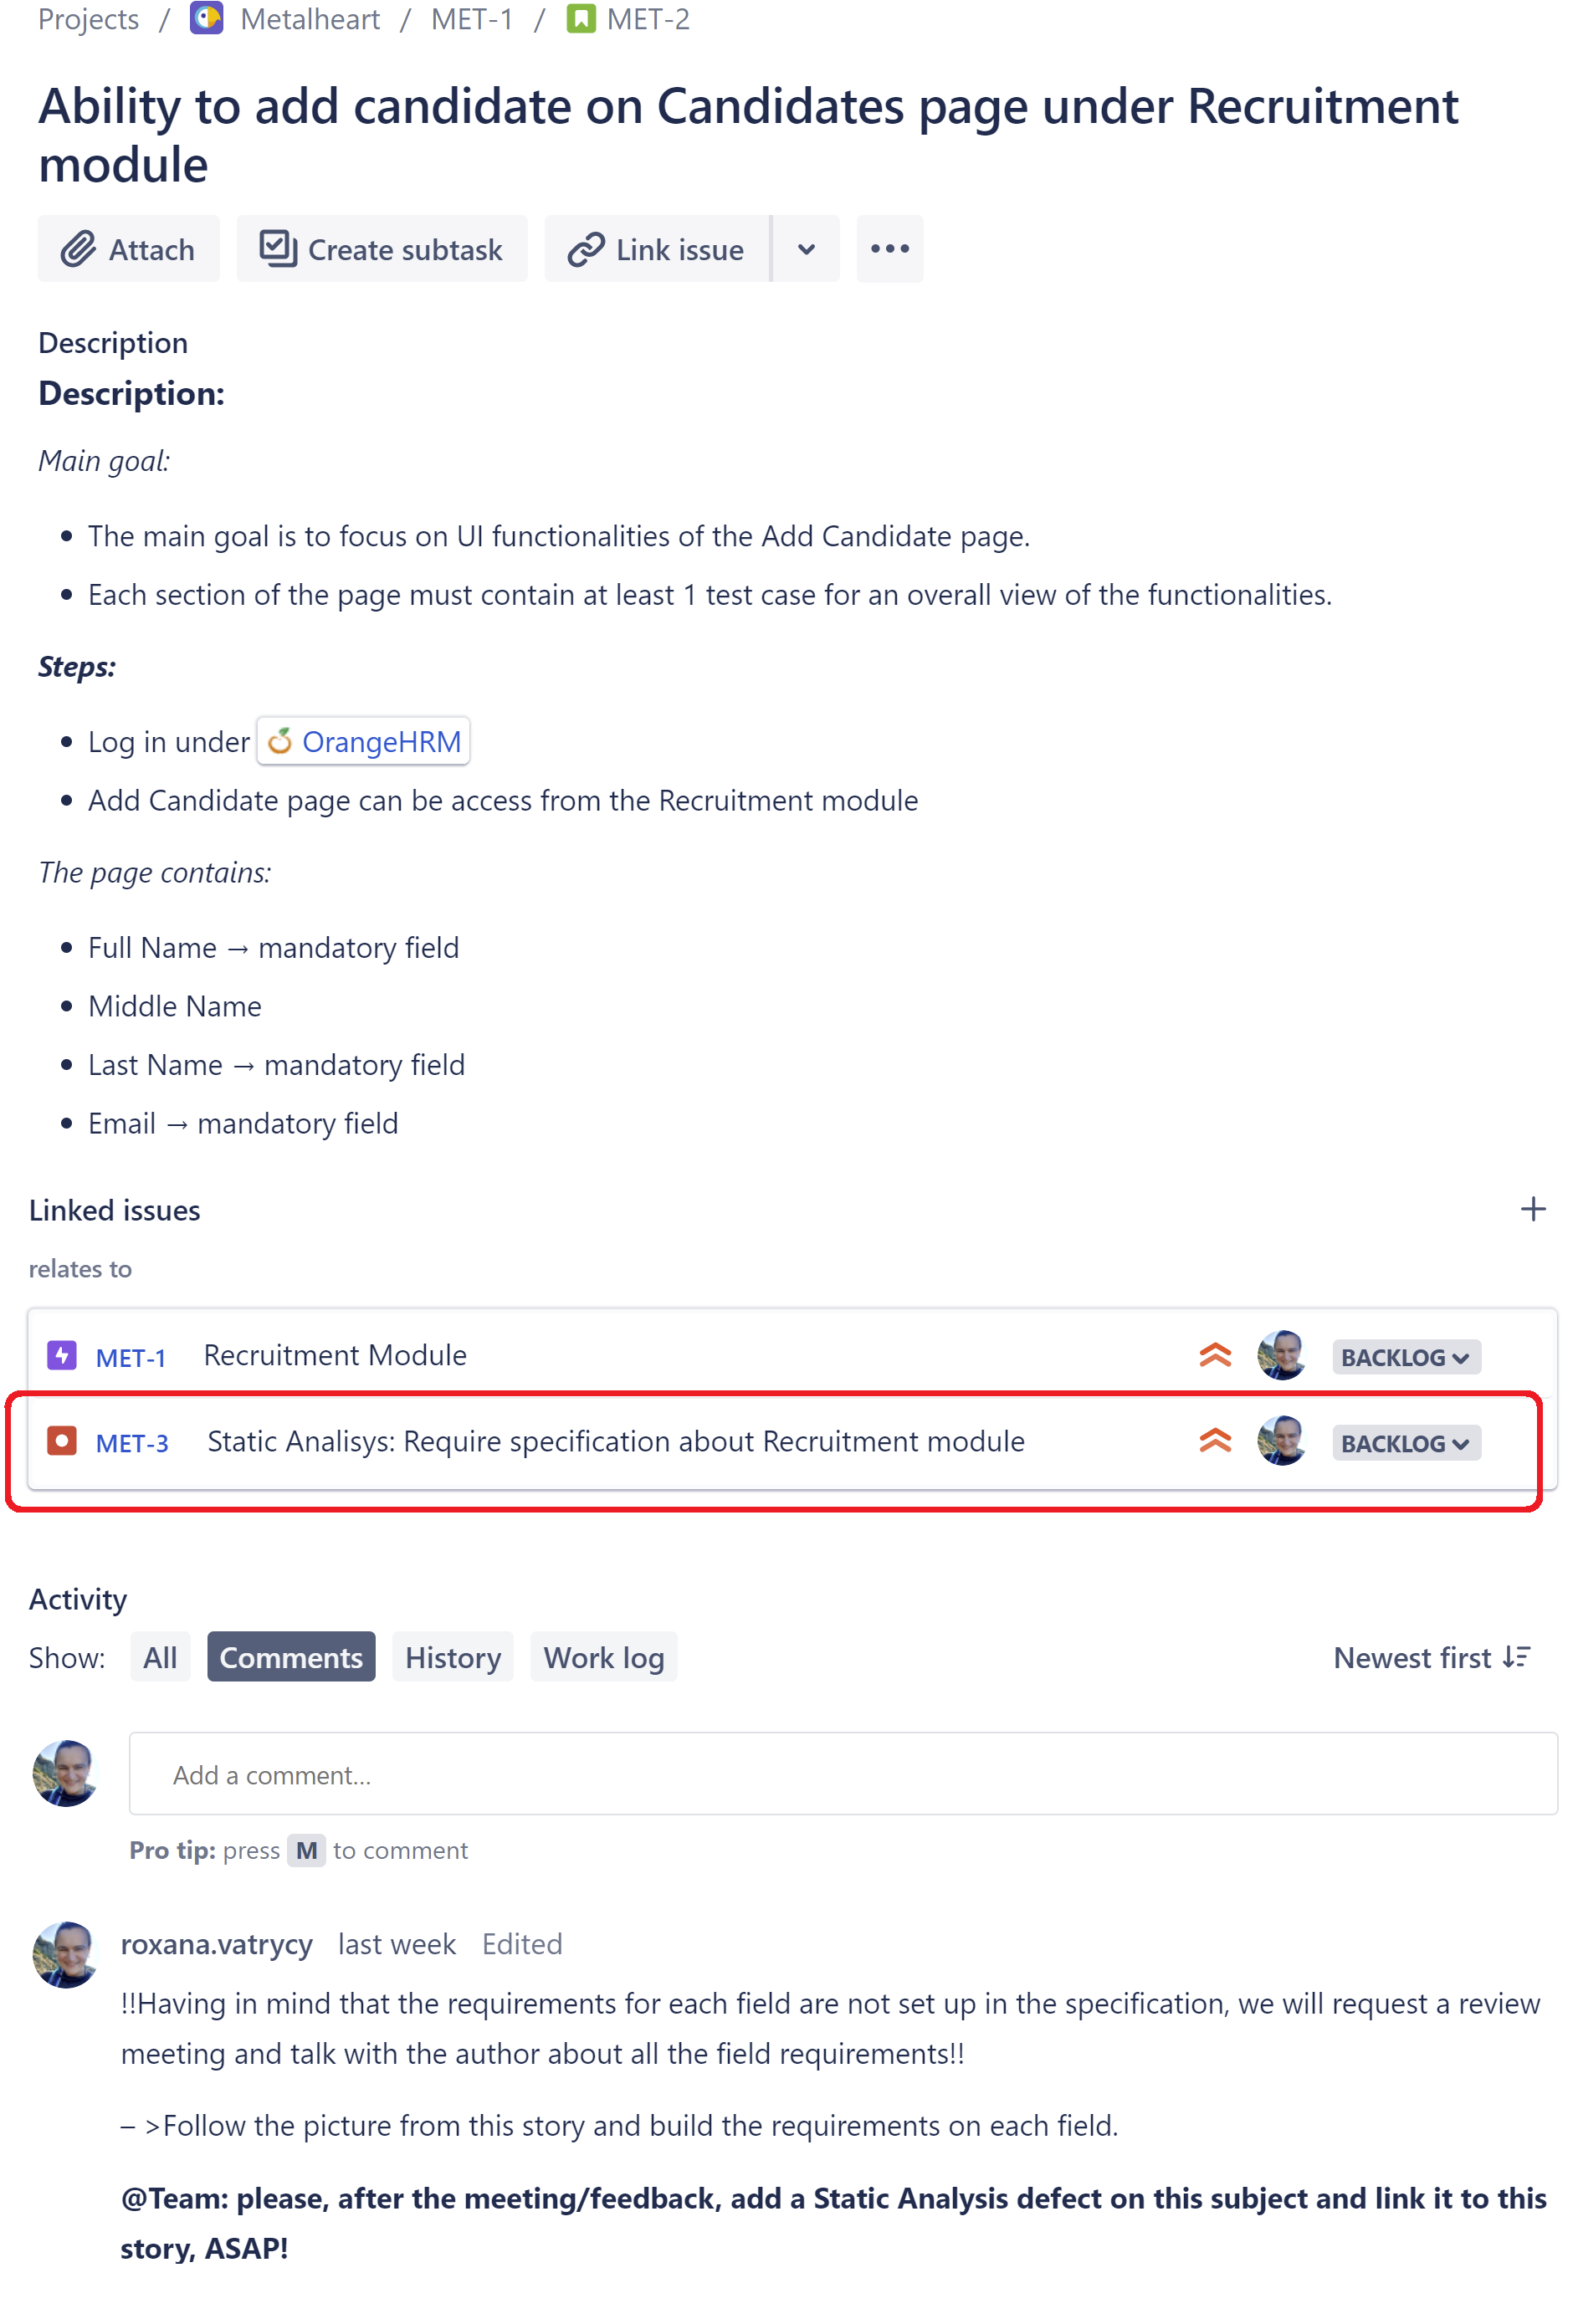 Projects / Metalheart / MET-1 / MET-2
Ability to add candidate on Candidates page under Recruitment
module
Attach Create subtask Link issue
Description
Description:
Main goal:
• The main goal is to focus on UI functionalities of the Add Candidate page.
• Each section of the page must contain at least 1 test case for an overall view of the functionalities.
Steps:
• Log in under OrangeHRM
• Add Candidate page can be access from the Recruitment module
The page contains:
• Full Name → mandatory field
• Middle Name
• Last Name → mandatory field
• Email → mandatory field
Linked issues
relates to
MET-1 Recruitment Module BACKLOG
MET-3 Static Analisys: Require specification about Recruitment module BACKLOG
Activity
Show: All Comments History Work log Newest first
Add a comment...
Pro tip: press M to comment
roxana.vatrycy last week Edited
!!Having in mind that the requirements for each field are not set up in the specification, we will request a review
meeting and talk with the author about all the field requirements!!
– >Follow the picture from this story and build the requirements on each field.
@Team: please, after the meeting/feedback, add a Static Analysis defect on this subject and link it to this
story, ASAP!